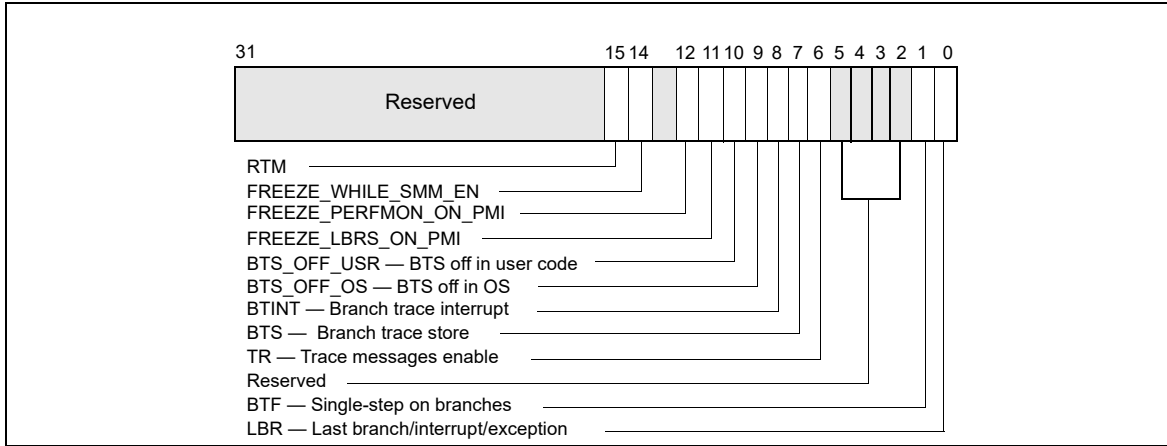 31 15 14 12 11 10 9 8 7 6 5 4 3 2 1 0
Reserved
RTM
FREEZE_WHILE_SMM_EN
FREEZE_PERFMON_ON_PMI
FREEZE_LBRS_ON_PMI
BTS_OFF_USR — BTS off in user code
BTS_OFF_OS — BTS off in OS
BTINT — Branch trace interrupt
BTS — Branch trace store
TR — Trace messages enable
Reserved
BTF — Single-step on branches
LBR — Last branch/interrupt/exception